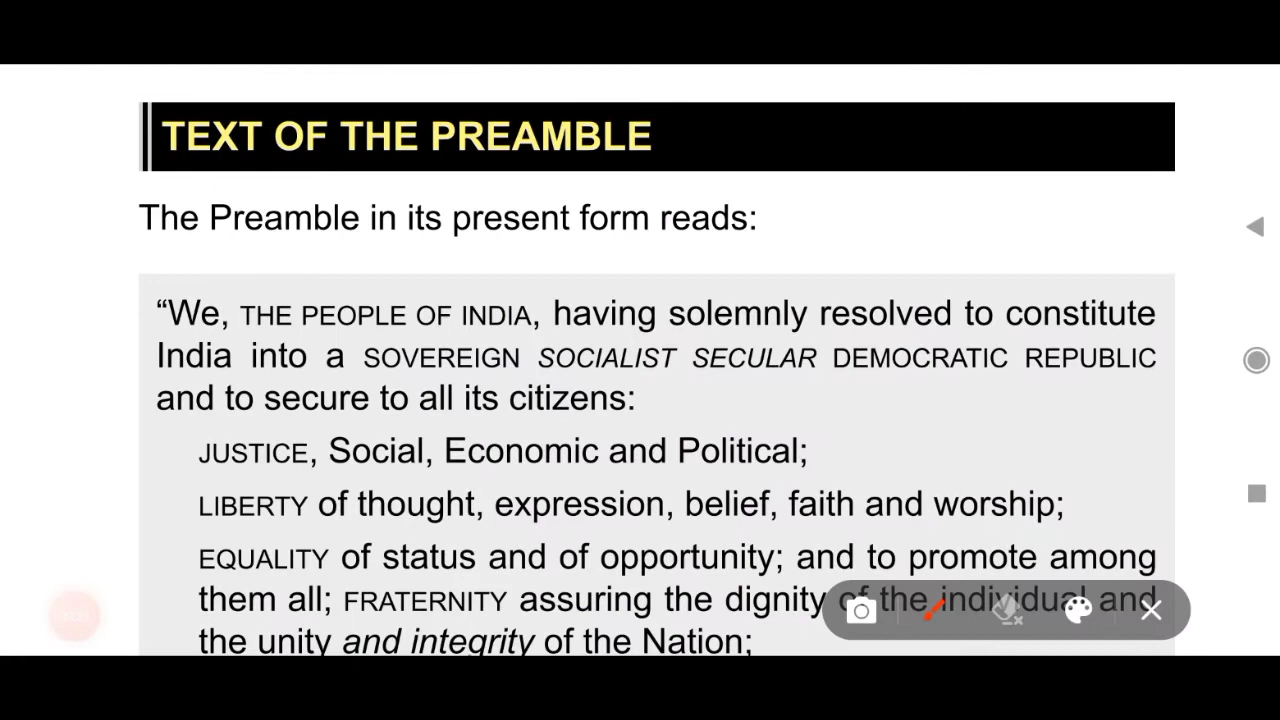 TEXT OF THE PREAMBLE
The Preamble in its present form reads:
“We, THE PEOPLE OF INDIA, having solemnly resolved to constitute
India into a SOVEREIGN SOCIALIST SECULAR DEMOCRATIC REPUBLIC
and to secure to all its citizens:
JUSTICE, Social, Economic and Political;
LIBERTY of thought, expression, belief, faith and worship;
EQUALITY of status and of opportunity; and to promote among
them all; FRATERNITY assuring the dignity of the individual and
the unity and integrity of the Nation;